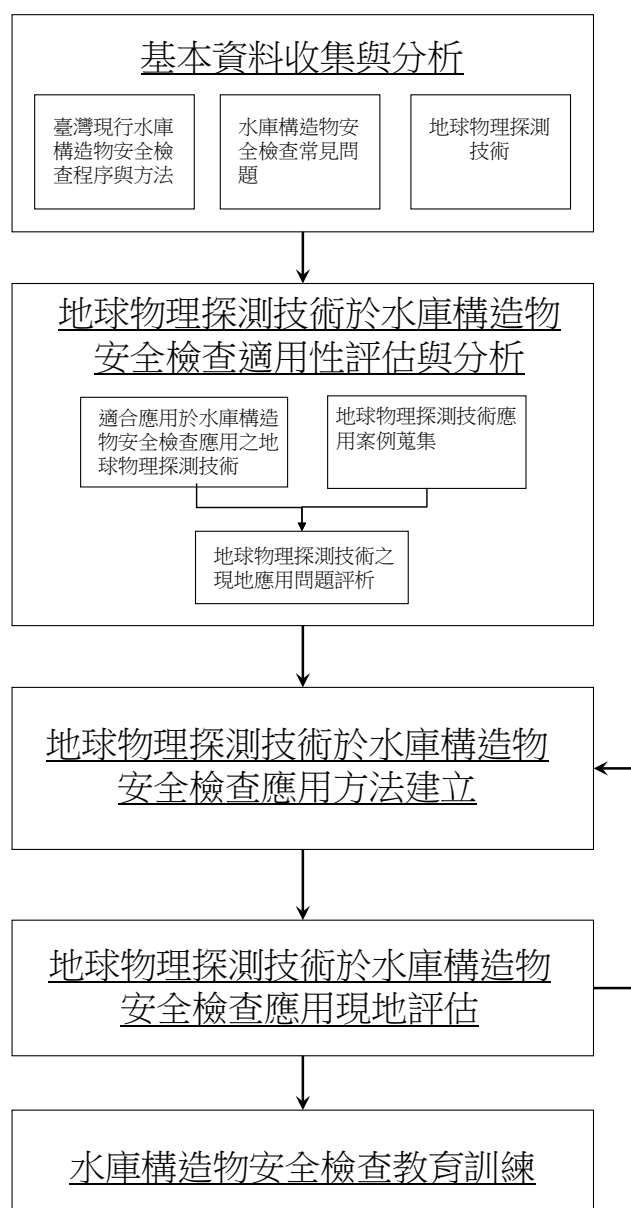 基本資料收集與分析
臺灣現行水庫
構造物安全檢
查程序與方法
水庫構造物安
全檢查常見問
題
地球物理探測
技術
地球物理探測技術於水庫構造物
安全檢查適用性評估與分析
適合應用於水庫構造
物安全檢查應用之地
球物理探測技術
地球物理探測技術應
用案例蒐集
地球物理探測技術之
現地應用問題評析
地球物理探測技術於水庫構造物
安全檢查應用方法建立
地球物理探測技術於水庫構造物
安全檢查應用現地評估
水庫構造物安全檢查教育訓練